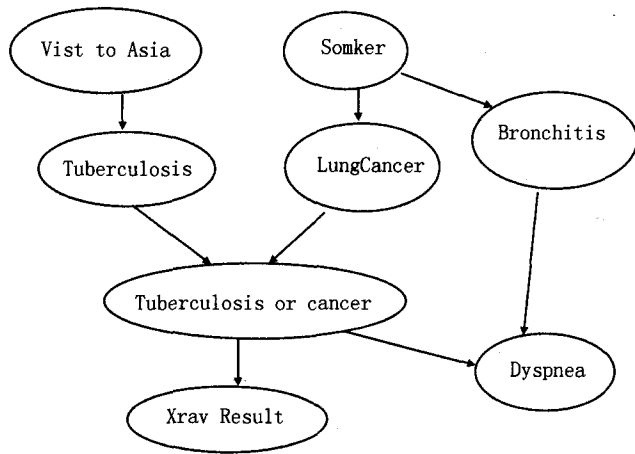 Vist to Asia
Somker
Bronchitis
Tuberculosis
LungCancer
Tuberculosis or cancer
Dyspnea
Xrav Result